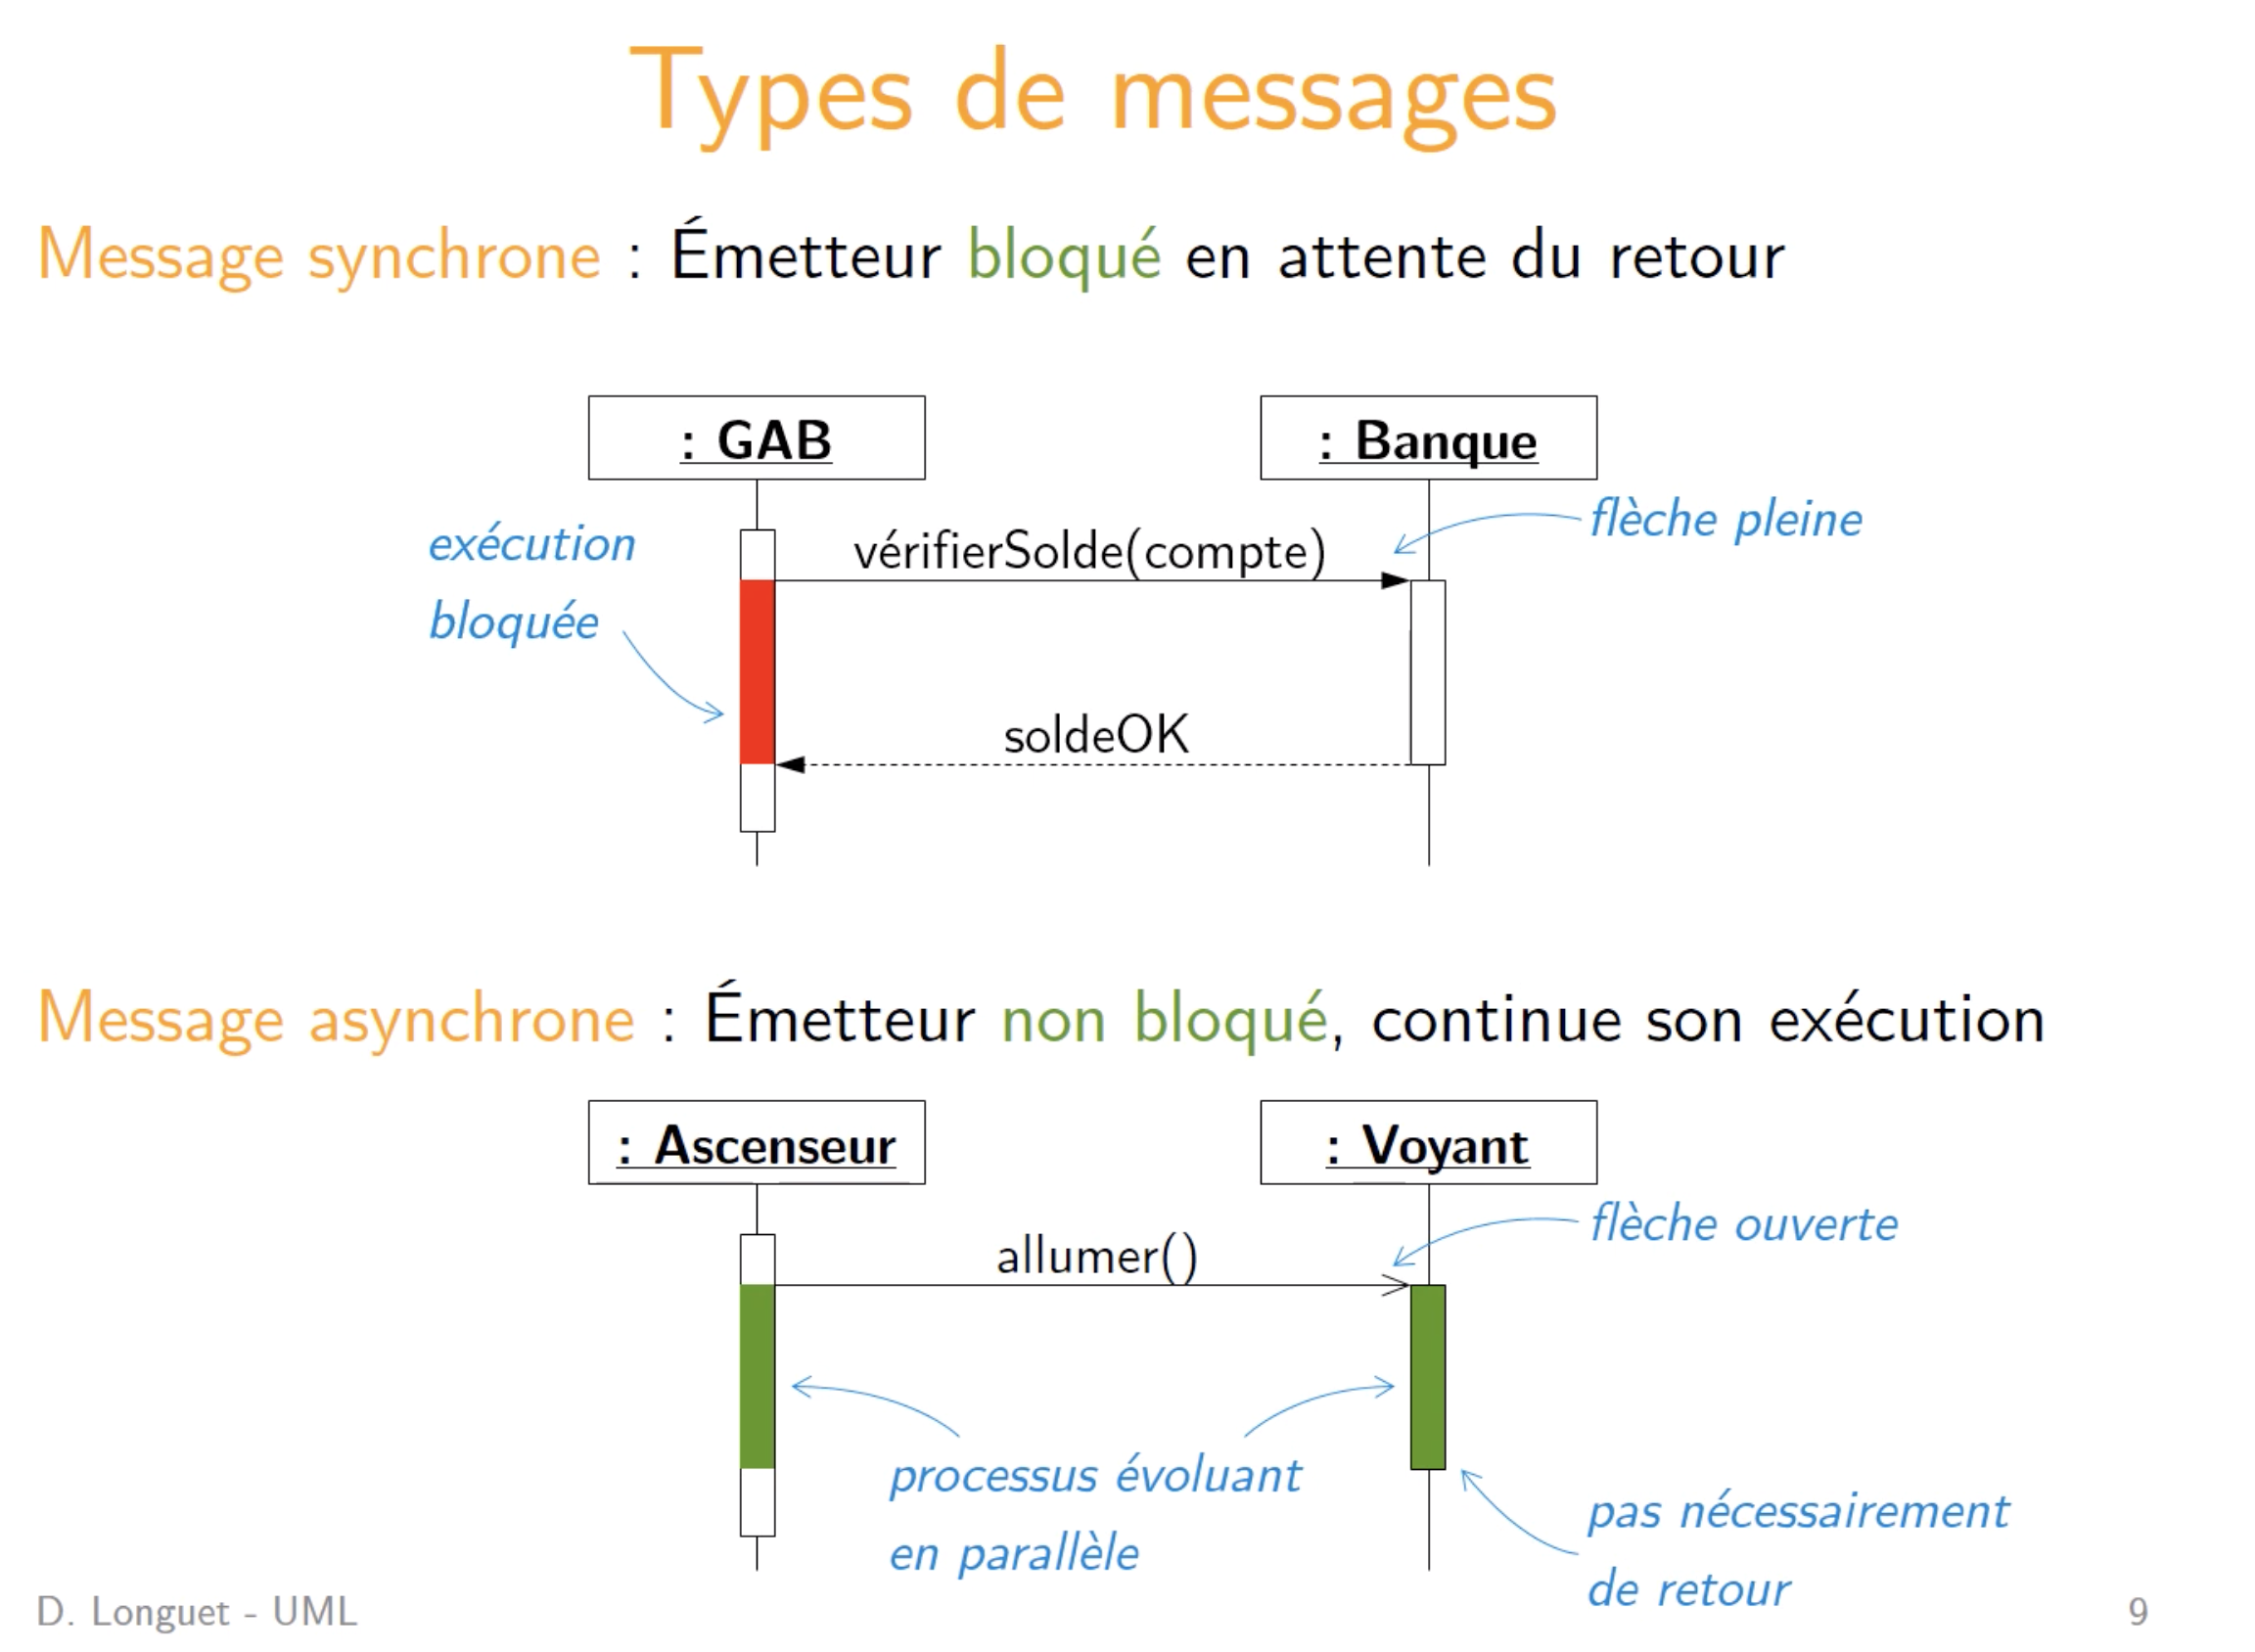 Types de messages
Message synchrone : Émetteur bloqué en attente du retour
: GAB
: Banque
flèche pleine
exécution
bloquée
vérifierSolde(compte)
soldeOK
Message asynchrone : Émetteur non bloqué, continue son exécution
: Ascenseur
: Voyant
flèche ouverte
allumer()
processus évoluant
en parallèle
pas nécessairement
de retour
D. Longuet - UML
9